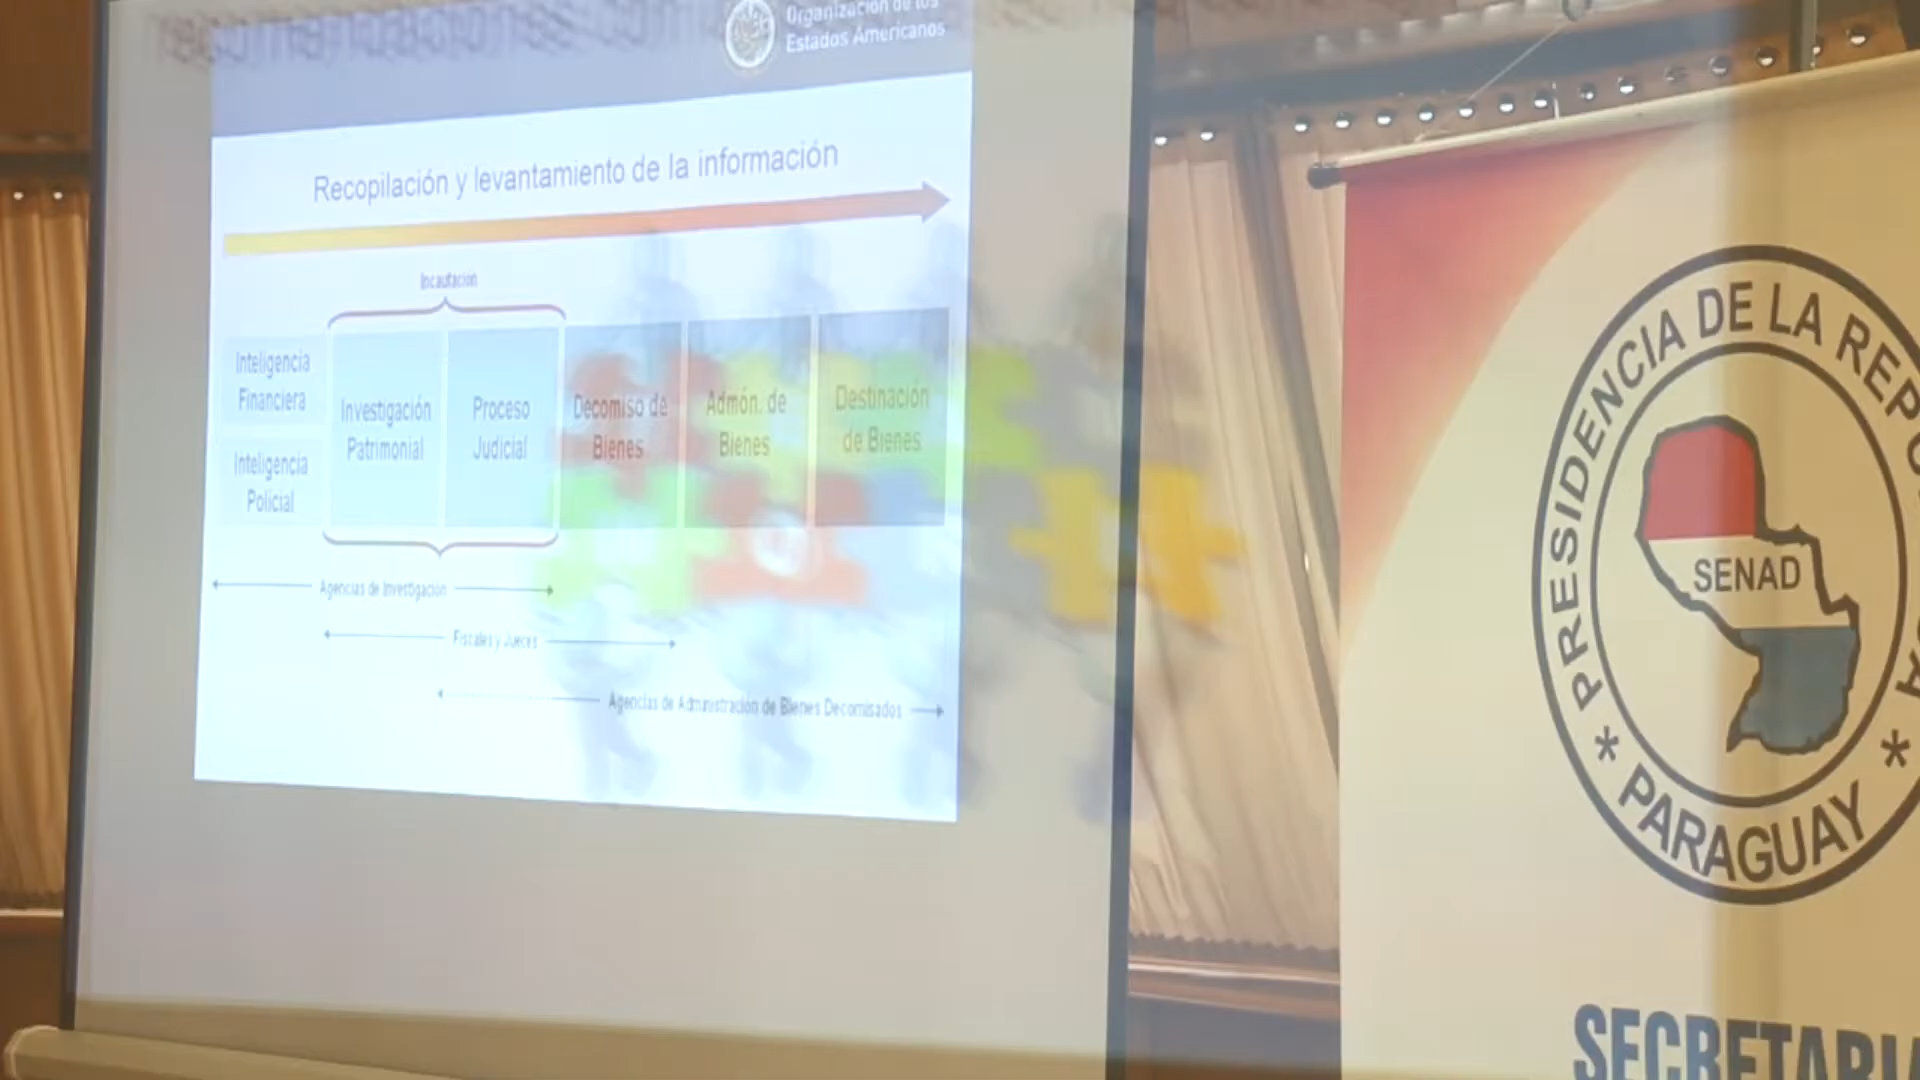 Organización de los
Estados Americanos
Recopilación y levantamiento de la información
Incautación
Inteligencia
Financiera
Inteligencia
Policial
Investigación
Patrimonial
Proceso
Judicial
Decomiso de
Bienes
Admón. de
Bienes
Destinación
de Bienes
Agencias de Investigación
Fiscales y Jueces
Agencias de Administración de Bienes Decomisados
PRESIDENCIA DE LA
SENAD
* PARAGUAY *